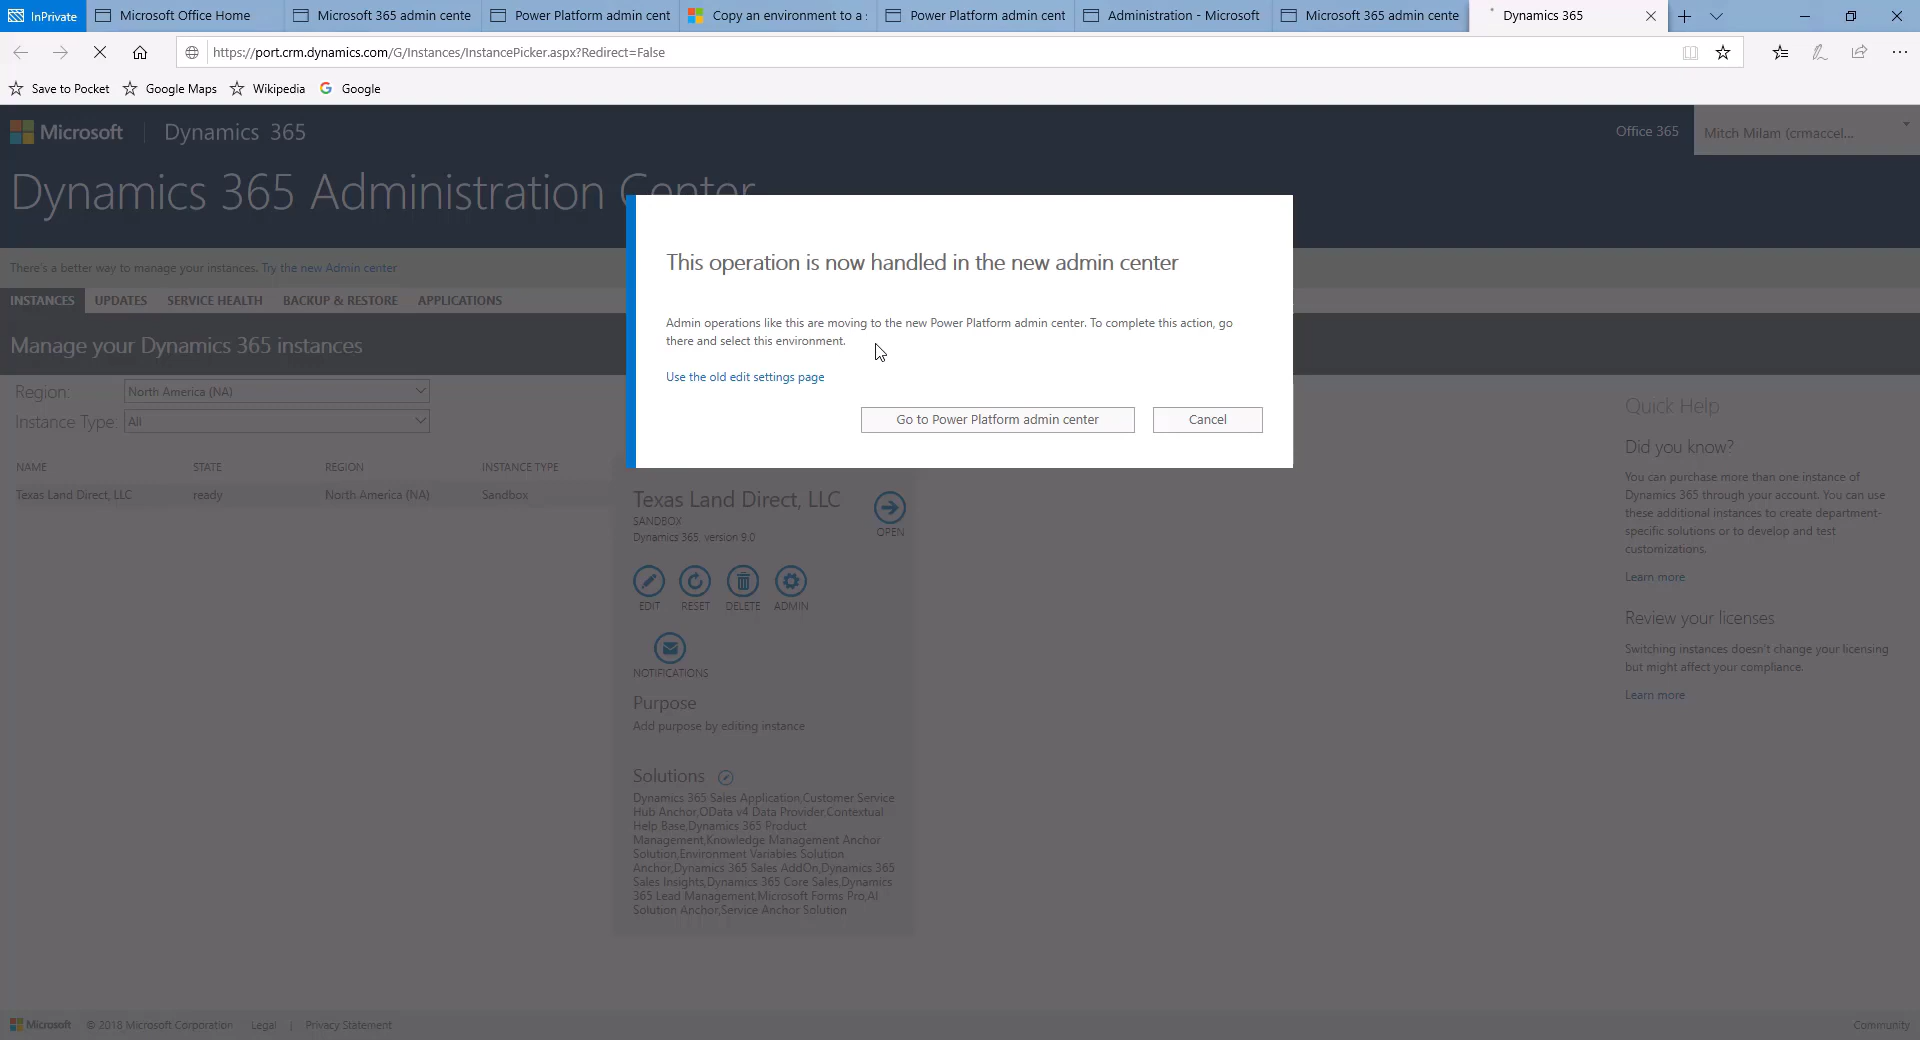 InPrivate
Microsoft Office Home
Microsoft 365 admin cente
Power Platform admin cent
Copy an environment to a
Power Platform admin cent
Administration - Microsoft
Microsoft 365 admin cente
Dynamics 365
https://port.crm.dynamics.com/G/Instances/InstancePicker.aspx?Redirect=False
Save to Pocket
Google Maps
Wikipedia
Google
Microsoft | Dynamics 365
Office 365
Mitch Milam (crmaccel...
Dynamics 365 Administration Center
There's a better way to manage your instances. Try the new Admin center
INSTANCES
UPDATES
SERVICE HEALTH
BACKUP & RESTORE
APPLICATIONS
Manage your Dynamics 365 instances
Region: North America (NA)
Instance Type: All
NAME STATE REGION INSTANCE TYPE
Texas Land Direct, LLC ready North America (NA) Sandbox
This operation is now handled in the new admin center
Admin operations like this are moving to the new Power Platform admin center. To complete this action, go
there and select this environment.
Use the old edit settings page
Go to Power Platform admin center
Cancel
Texas Land Direct, LLC
SANDBOX
Dynamics 365, version 9.0
OPEN
EDIT
RESET
DELETE
ADMIN
NOTIFICATIONS
Purpose
Add purpose by editing instance
Solutions
Dynamics 365 Sales Application,Customer Service
Hub Anchor,OData v4 Data Provider,Contextual
Help Base,Dynamics 365 Product
Management,Knowledge Management Anchor
Solution,Environment Variables Solution
Anchor,Dynamics 365 Sales AddOn,Dynamics 365
Sales Insights,Dynamics 365 Core Sales,Dynamics
365 Lead Management,Microsoft Forms Pro,AI
Solution Anchor,Service Anchor Solution
Quick Help
Did you know?
You can purchase more than one instance of
Dynamics 365 through your account. You can use
these additional instances to create department-
specific solutions or to develop and test
customizations.
Learn more
Review your licenses
Switching instances doesn't change your licensing
but might affect your compliance.
Learn more
Microsoft © 2018 Microsoft Corporation Legal | Privacy Statement
Community